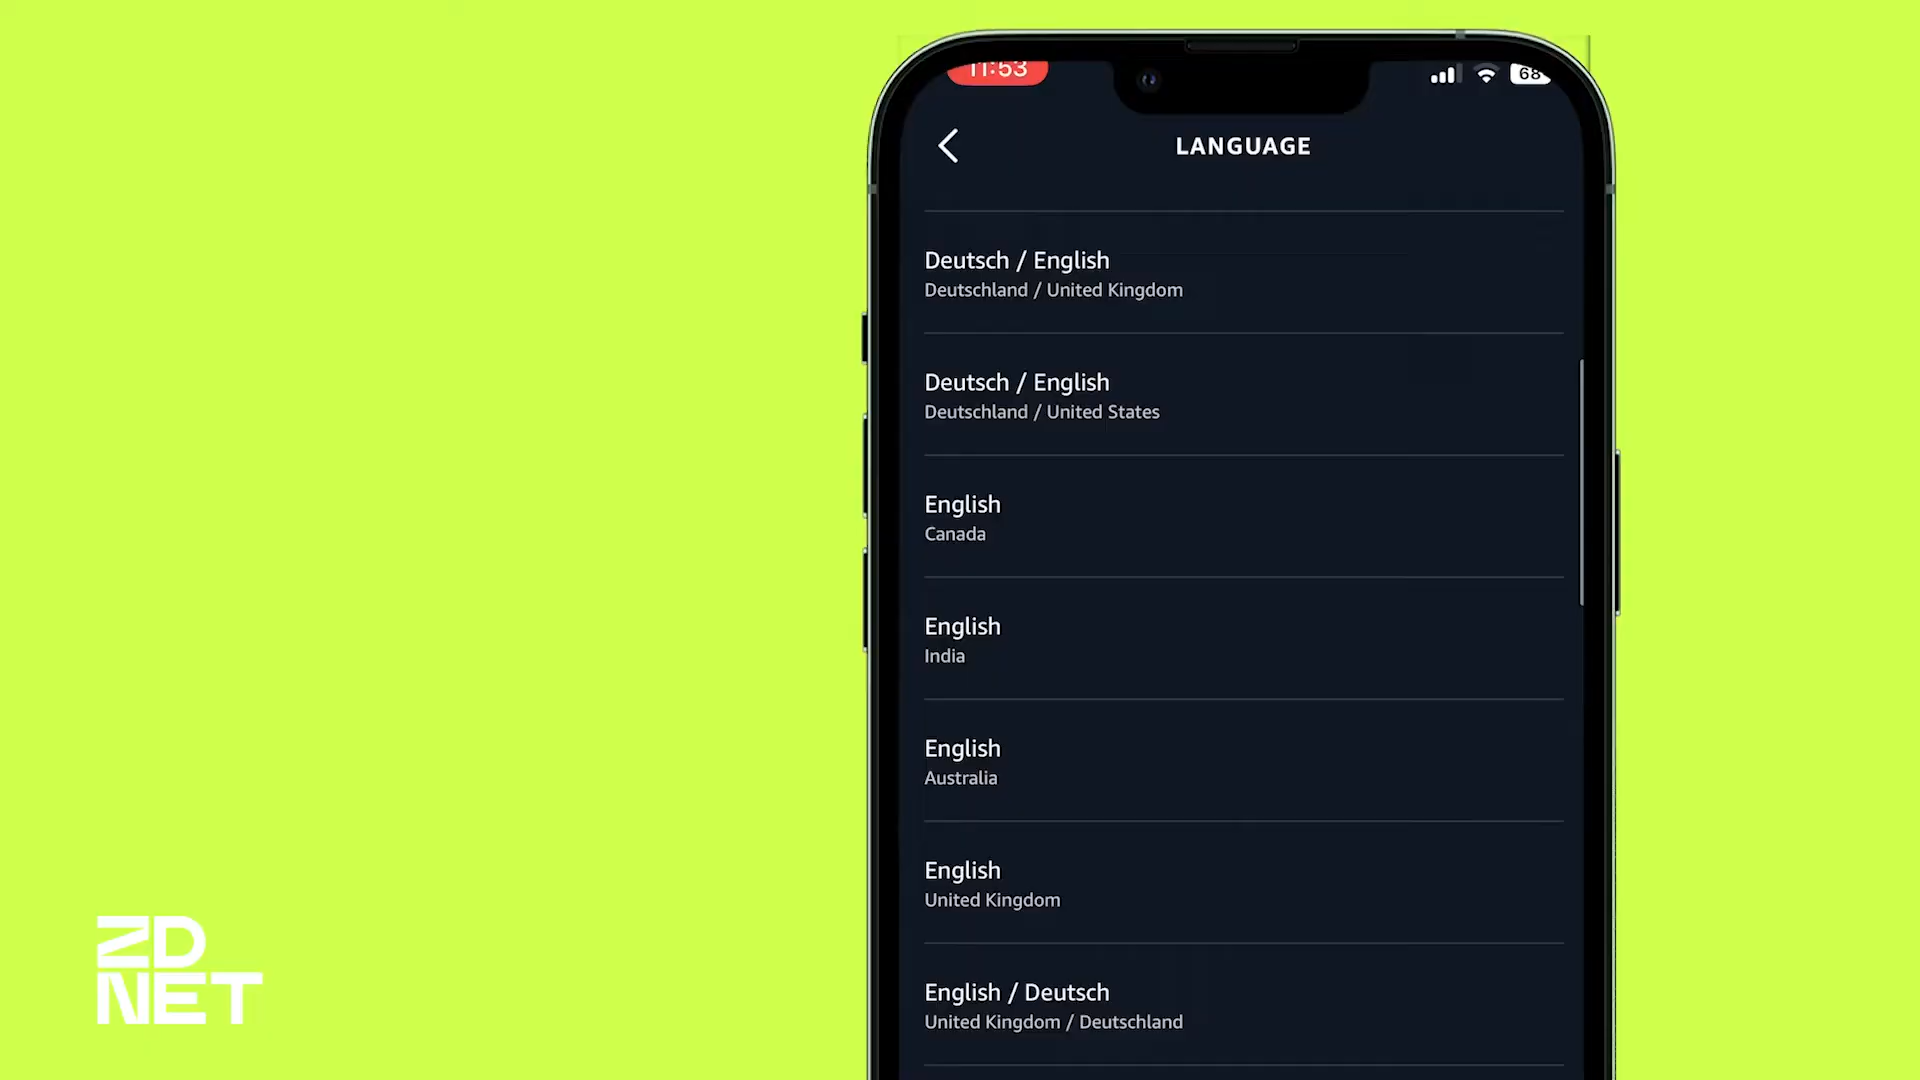 11:53
68
LANGUAGE
Deutsch / English
Deutschland / United Kingdom
Deutsch / English
Deutschland / United States
English
Canada
English
India
English
Australia
English
United Kingdom
English / Deutsch
United Kingdom / Deutschland
ZD
NET